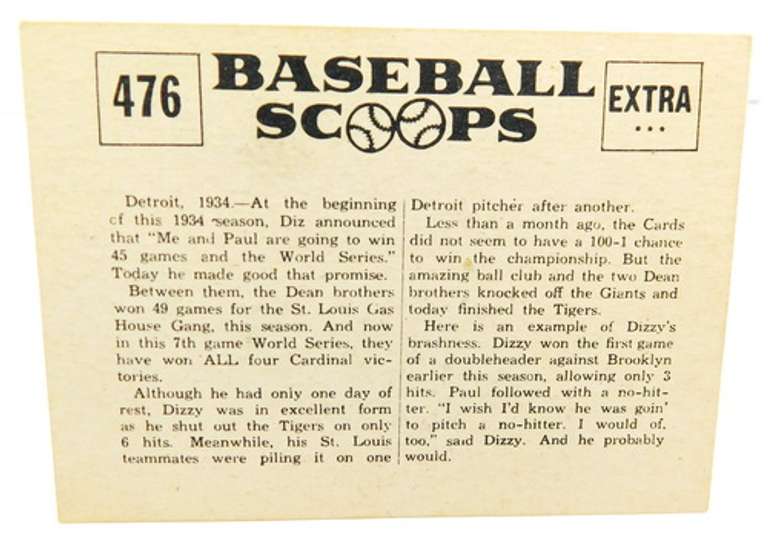 476
BASEBALL
SCOOPS
EXTRA
...
Detroit, 1934.—At the beginning
of this 1934 season, Diz announced
that "Me and Paul are going to win
45 games and the World Series."
Today he made good that promise.
Between them, the Dean brothers
won 49 games for the St. Louis Gas
House Gang, this season. And now
in this 7th game World Series, they
have won ALL four Cardinal vic-
tories.
Although he had only one day of
rest, Dizzy was in excellent form
as he shut out the Tigers on only
6 hits. Meanwhile, his St. Louis
teammates were piling it on one
Detroit pitcher after another.
Less than a month ago, the Cards
did not seem to have a 100-1 chance
to win the championship. But the
amazing ball club and the two Dean
brothers knocked off the Giants and
today finished the Tigers.
Here is an example of Dizzy's
brashness. Dizzy won the first game
of a doubleheader against Brooklyn
earlier this season, allowing only 3
hits. Paul followed with a no-hit-
ter. "I wish I'd know he was goin'
to pitch a no-hitter. I would of,
too," said Dizzy. And he probably
would.